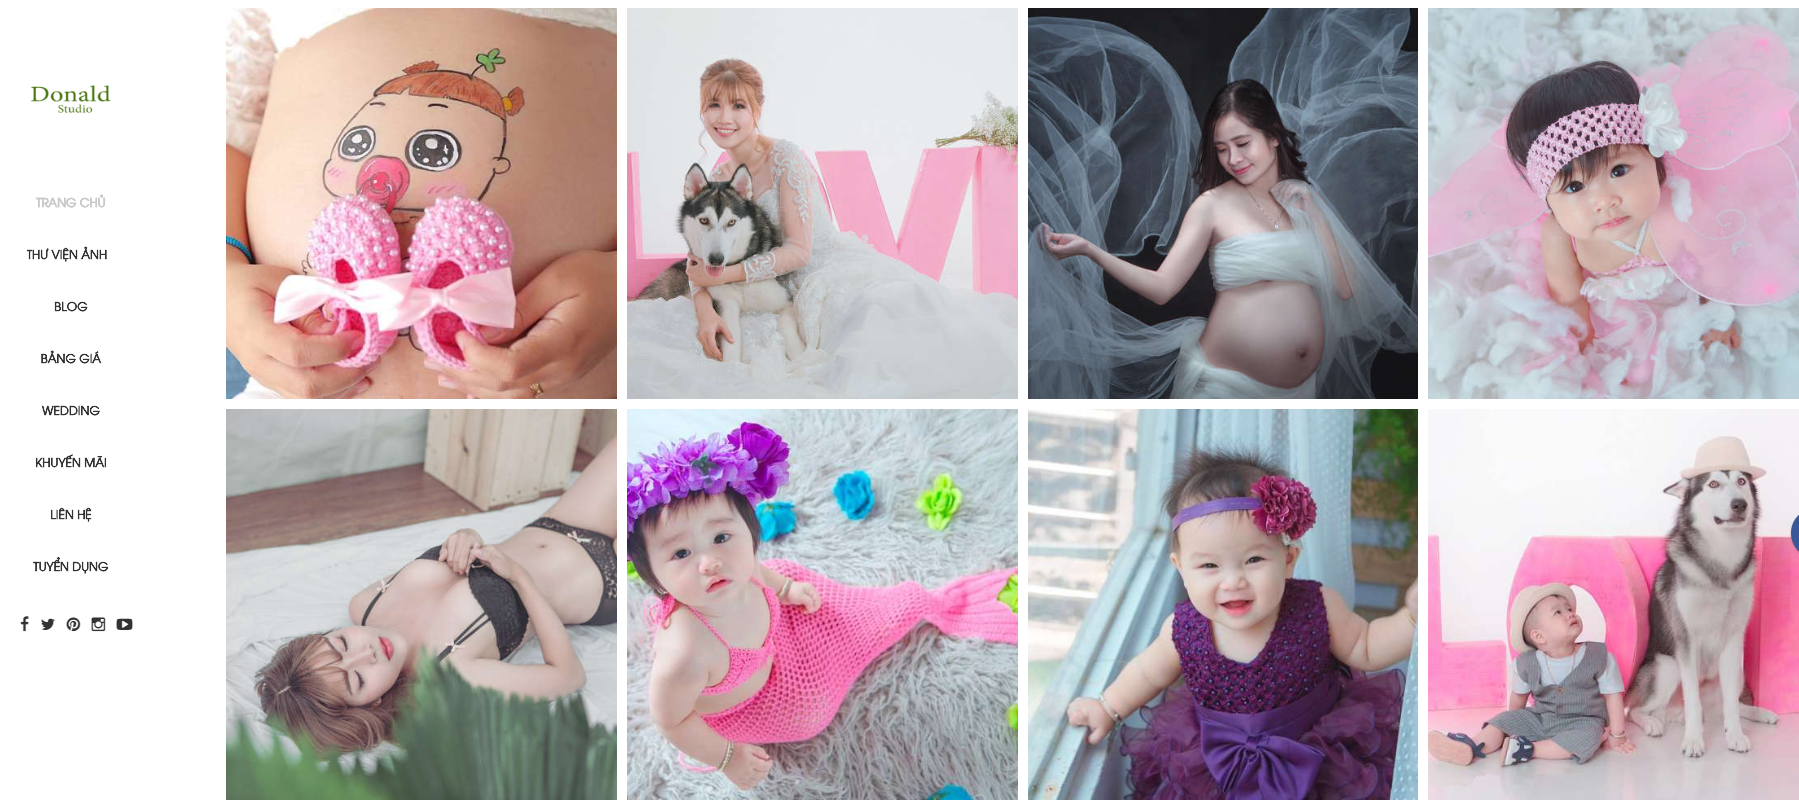 Donald
Studio
TRANG CHỦ
THƯ VIỆN ẢNH
BLOG
BẢNG GIÁ
WEDDING
KHUYẾN MÃI
LIÊN HỆ
TUYỂN DỤNG